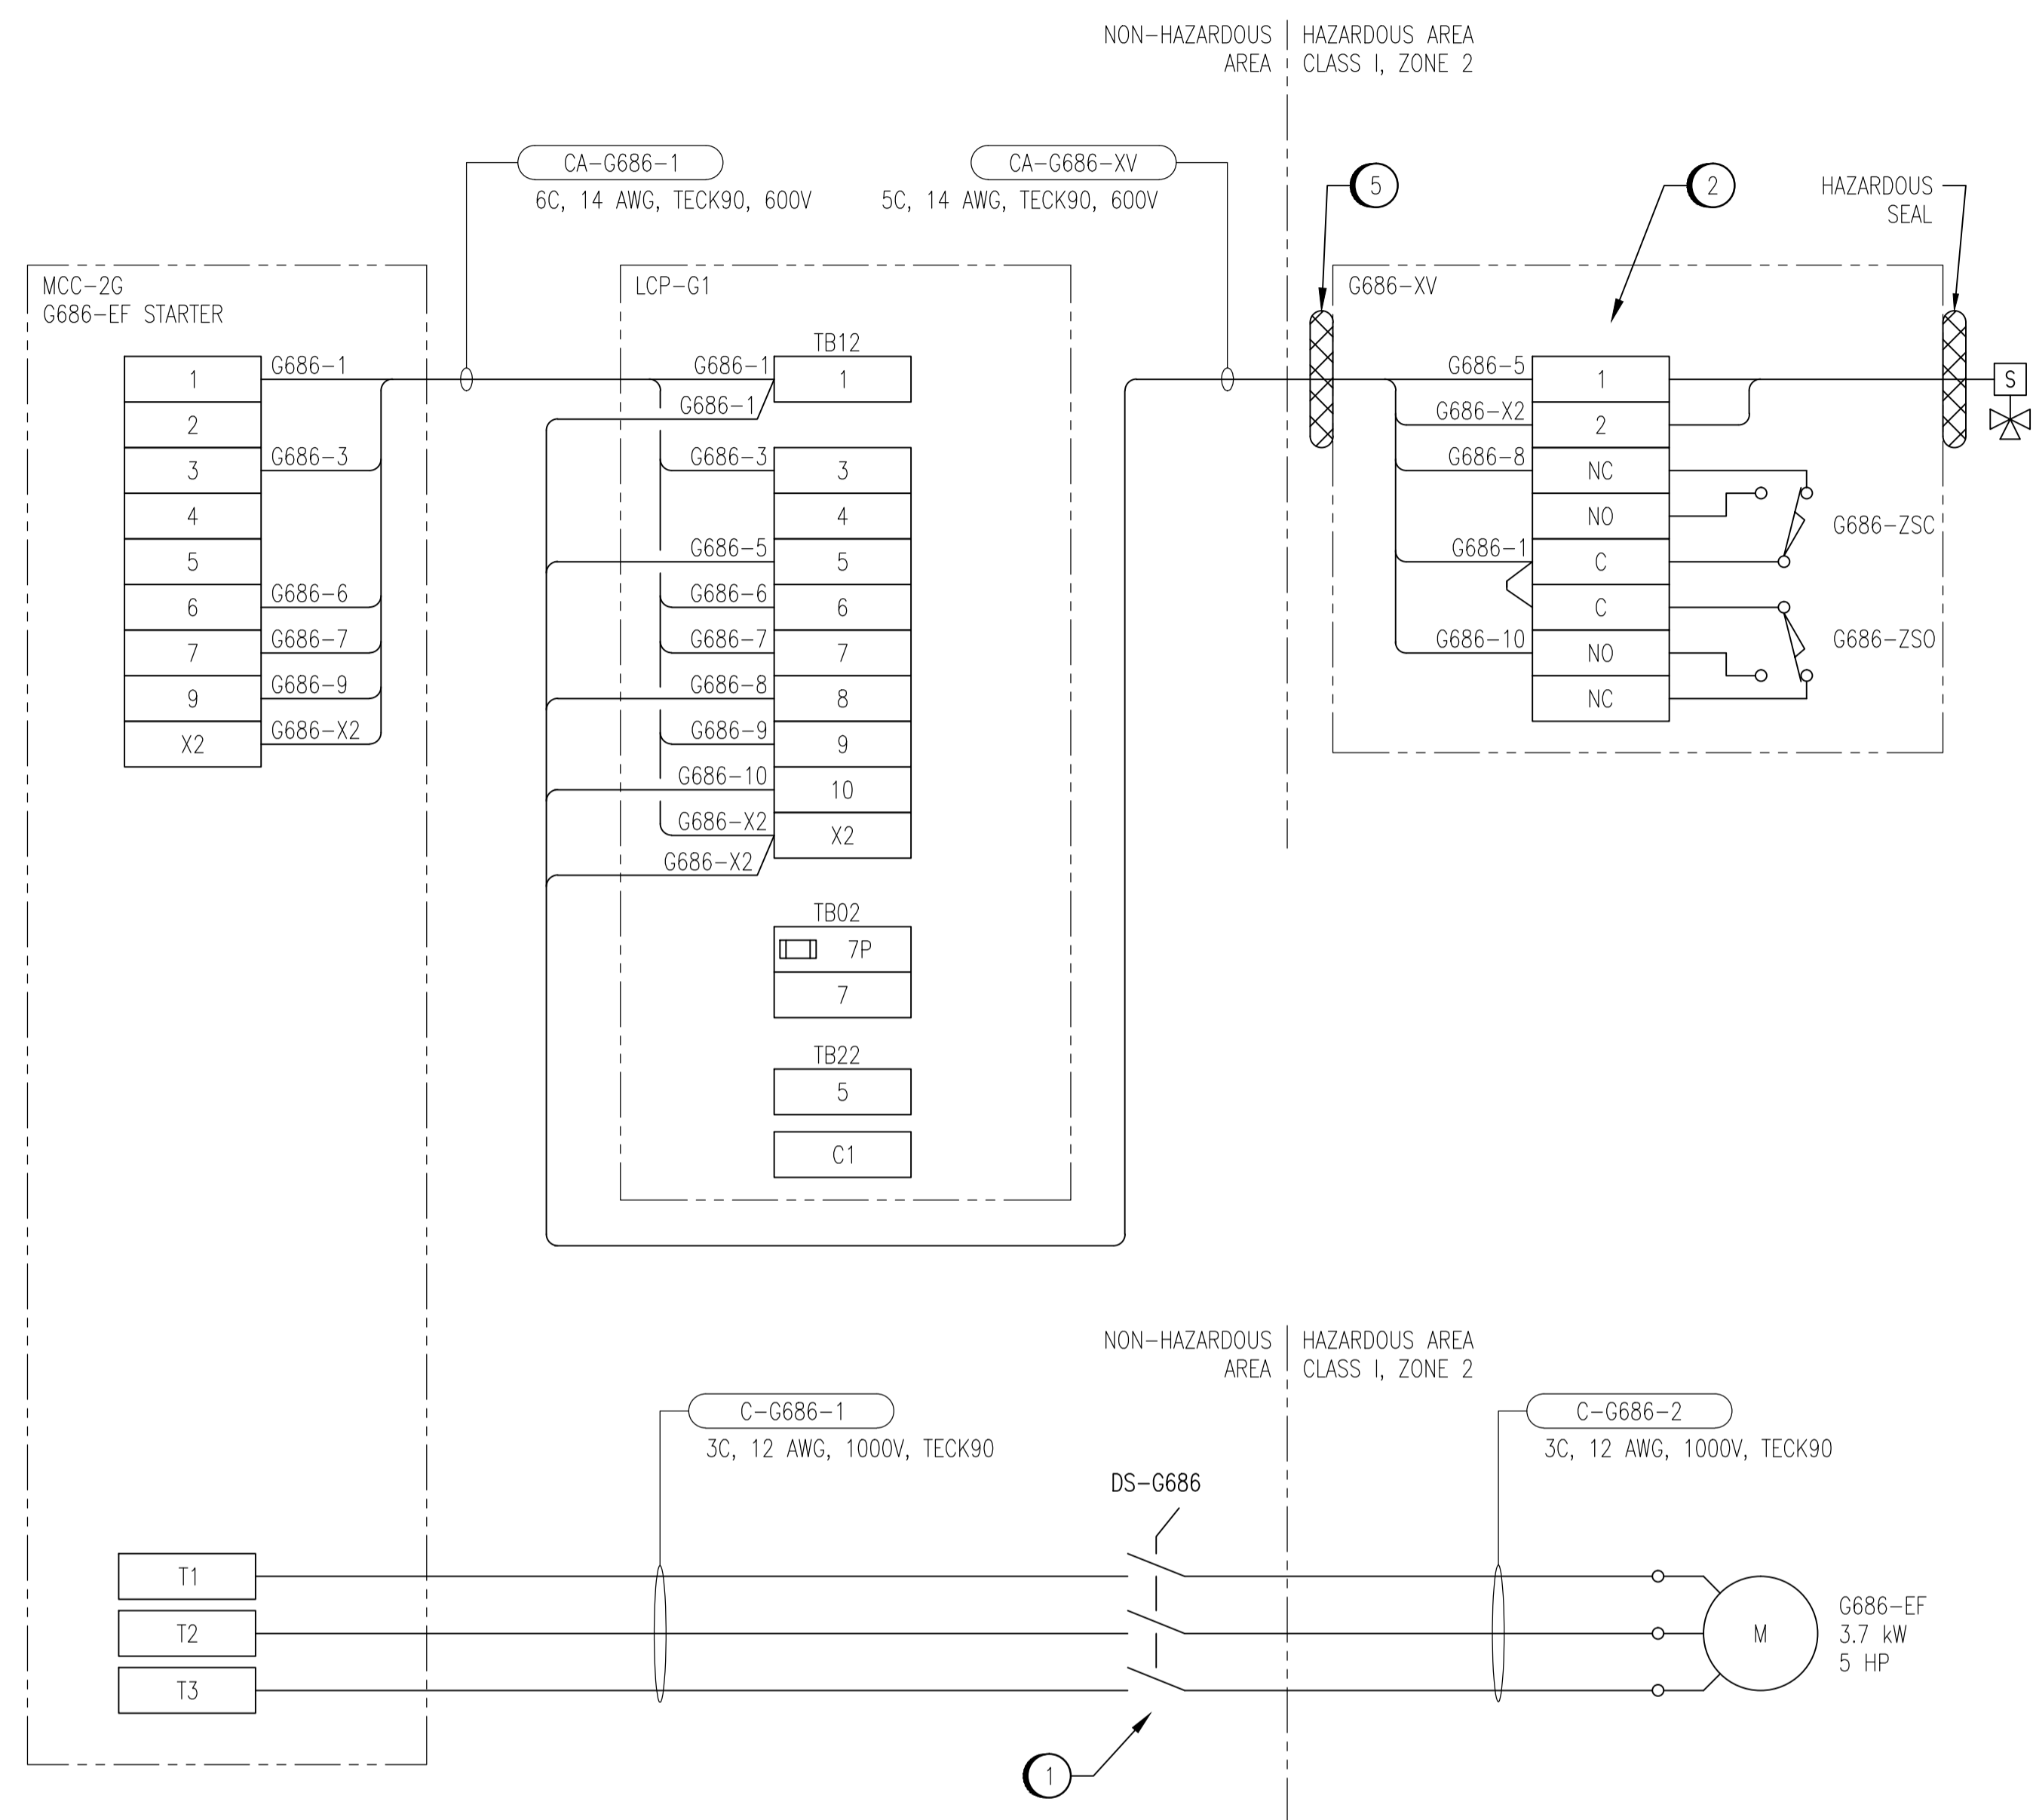 NON-HAZARDOUS AREA
HAZARDOUS AREA
CLASS I, ZONE 2
CA-G686-1
6C, 14 AWG, TECK90, 600V
CA-G686-XV
5C, 14 AWG, TECK90, 600V
5
2
HAZARDOUS
SEAL
MCC-2G
G686-EF STARTER
1
2
3
4
5
6
7
9
X2
G686-1
G686-3
G686-6
G686-7
G686-9
G686-X2
LCP-G1
TB12
G686-1
G686-1
G686-3
G686-5
G686-6
G686-7
G686-8
G686-9
G686-10
G686-X2
G686-X2
1
3
4
5
6
7
8
9
10
X2
TB02
7P
7
TB22
5
C1
G686-XV
G686-5
G686-X2
G686-8
G686-1
G686-10
1
2
NC
NO
C
C
NO
NC
G686-ZSC
G686-ZSO
S
NON-HAZARDOUS
AREA
HAZARDOUS AREA
CLASS I, ZONE 2
C-G686-1
3C, 12 AWG, 1000V, TECK90
C-G686-2
3C, 12 AWG, 1000V, TECK90
DS-G686
T1
T2
T3
M
G686-EF
3.7 kW
5 HP
1